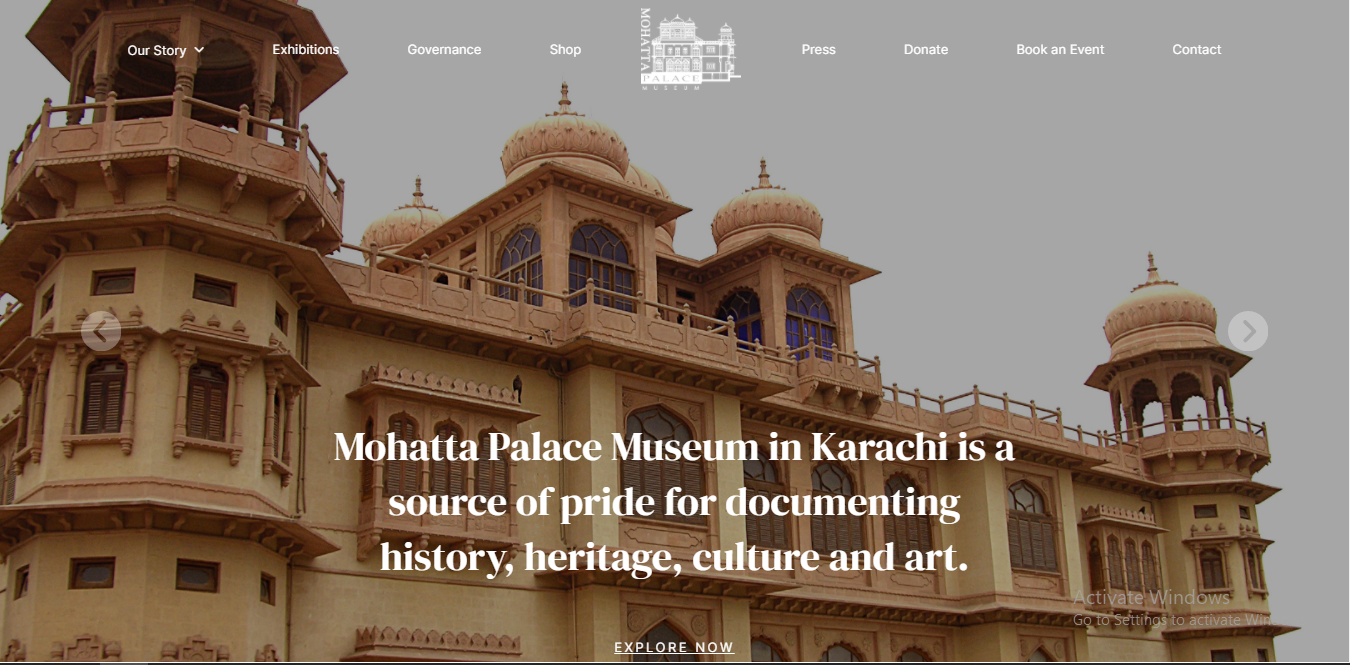 Our Story
Exhibitions
Governance
Shop
MOHATTA
PALACE
MUSEUM
Press
Donate
Book an Event
Contact
Mohatta Palace Museum in Karachi is a
source of pride for documenting
history, heritage, culture and art.
Activate Windows
Go to Settings to activate Win
EXPLORE NOW